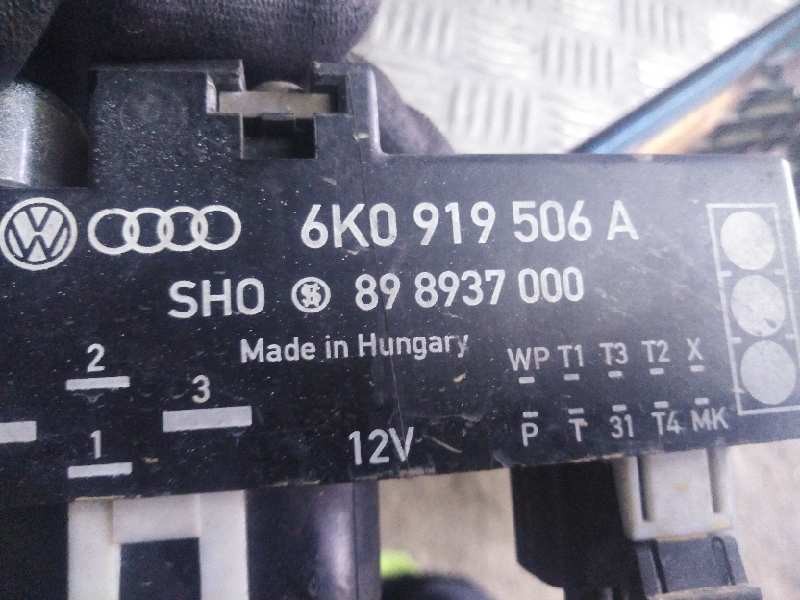 6K0 919 506 A
SHO 89 8937 000
Made in Hungary
WP T1 T3 T2 X
P T 31 T4 MK
2
3
1
12V